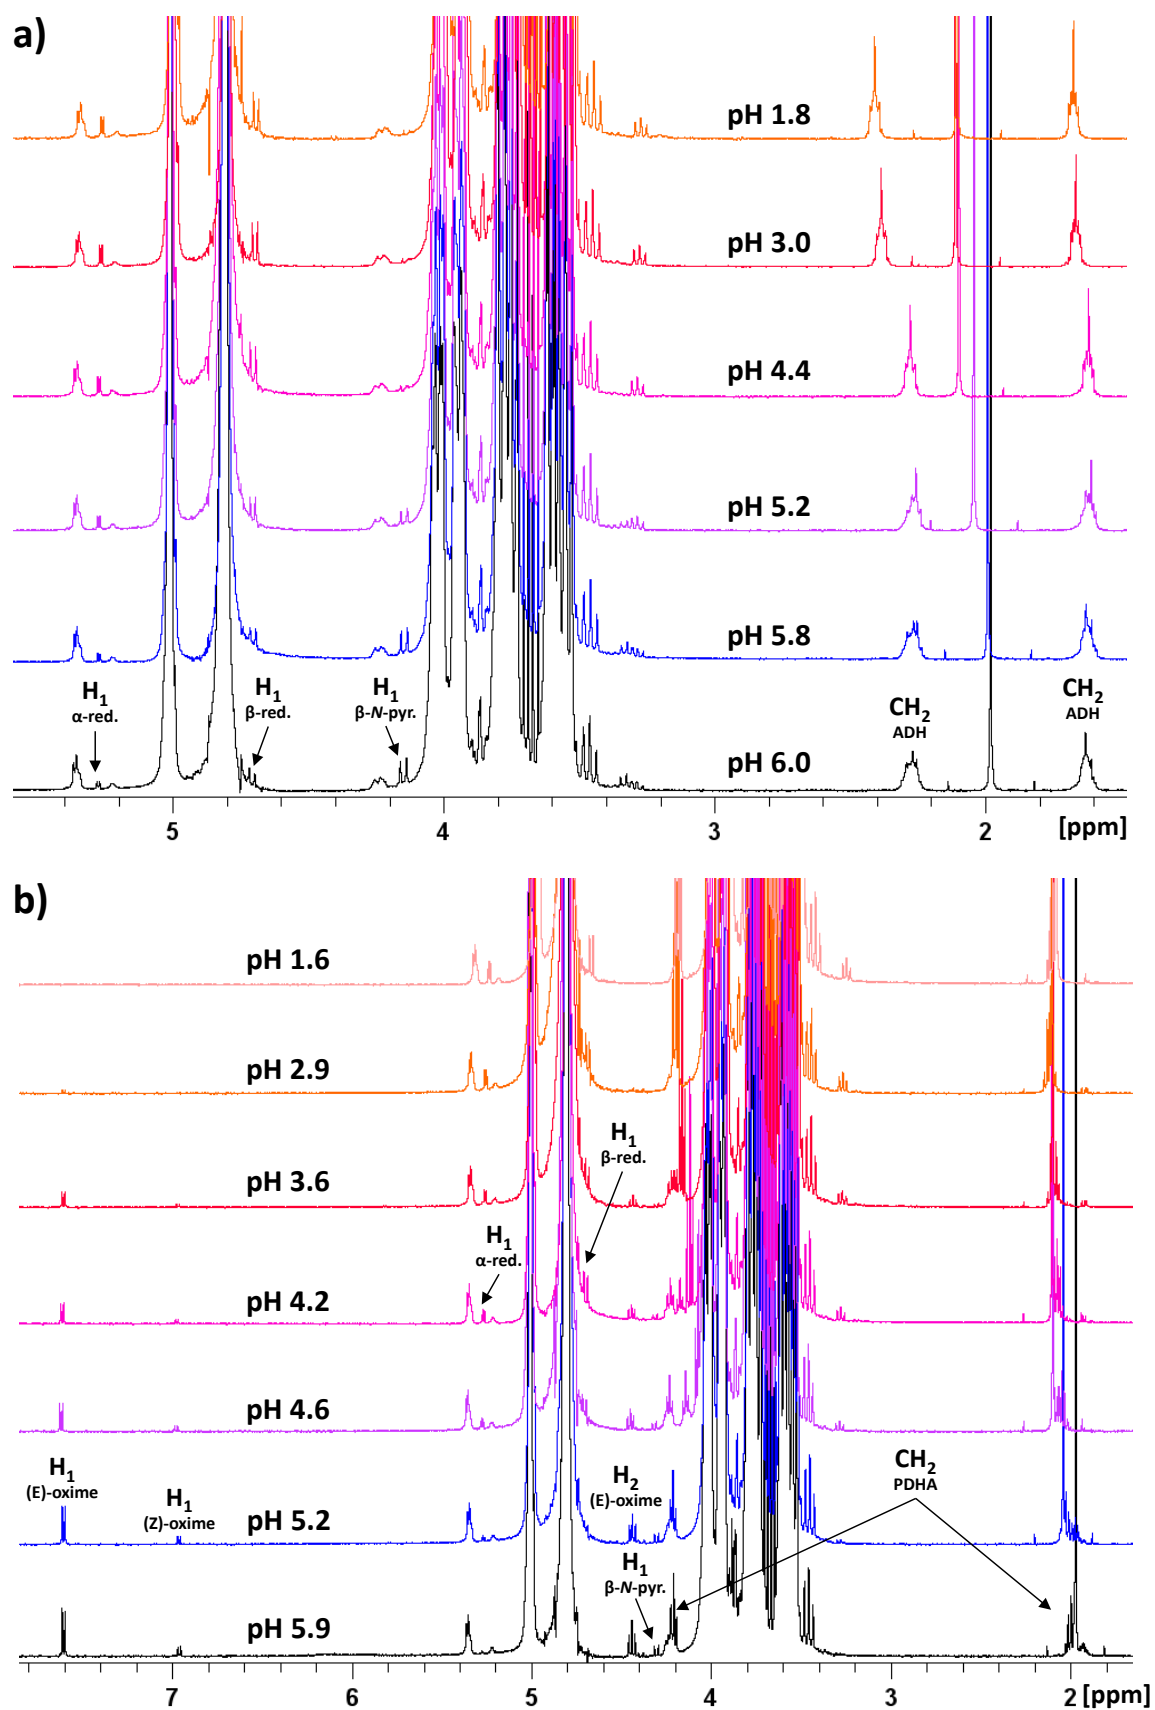 a)
pH 1.8
pH 3.0
pH 4.4
pH 5.2
pH 5.8
H1 H1 H1 CH2 CH2
α-red. β-red. β-N-pyr. ADH ADH
pH 6.0
5 4 3 2 [ppm]
b)
pH 1.6
pH 2.9
H1
β-red.
pH 3.6
H1
α-red.
pH 4.2
pH 4.6
H1 H2 CH2
(E)-oxime (E)-oxime PDHA
H1
(Z)-oxime
pH 5.2
H1
β-N-pyr.
pH 5.9
7 6 5 4 3 2 [ppm]